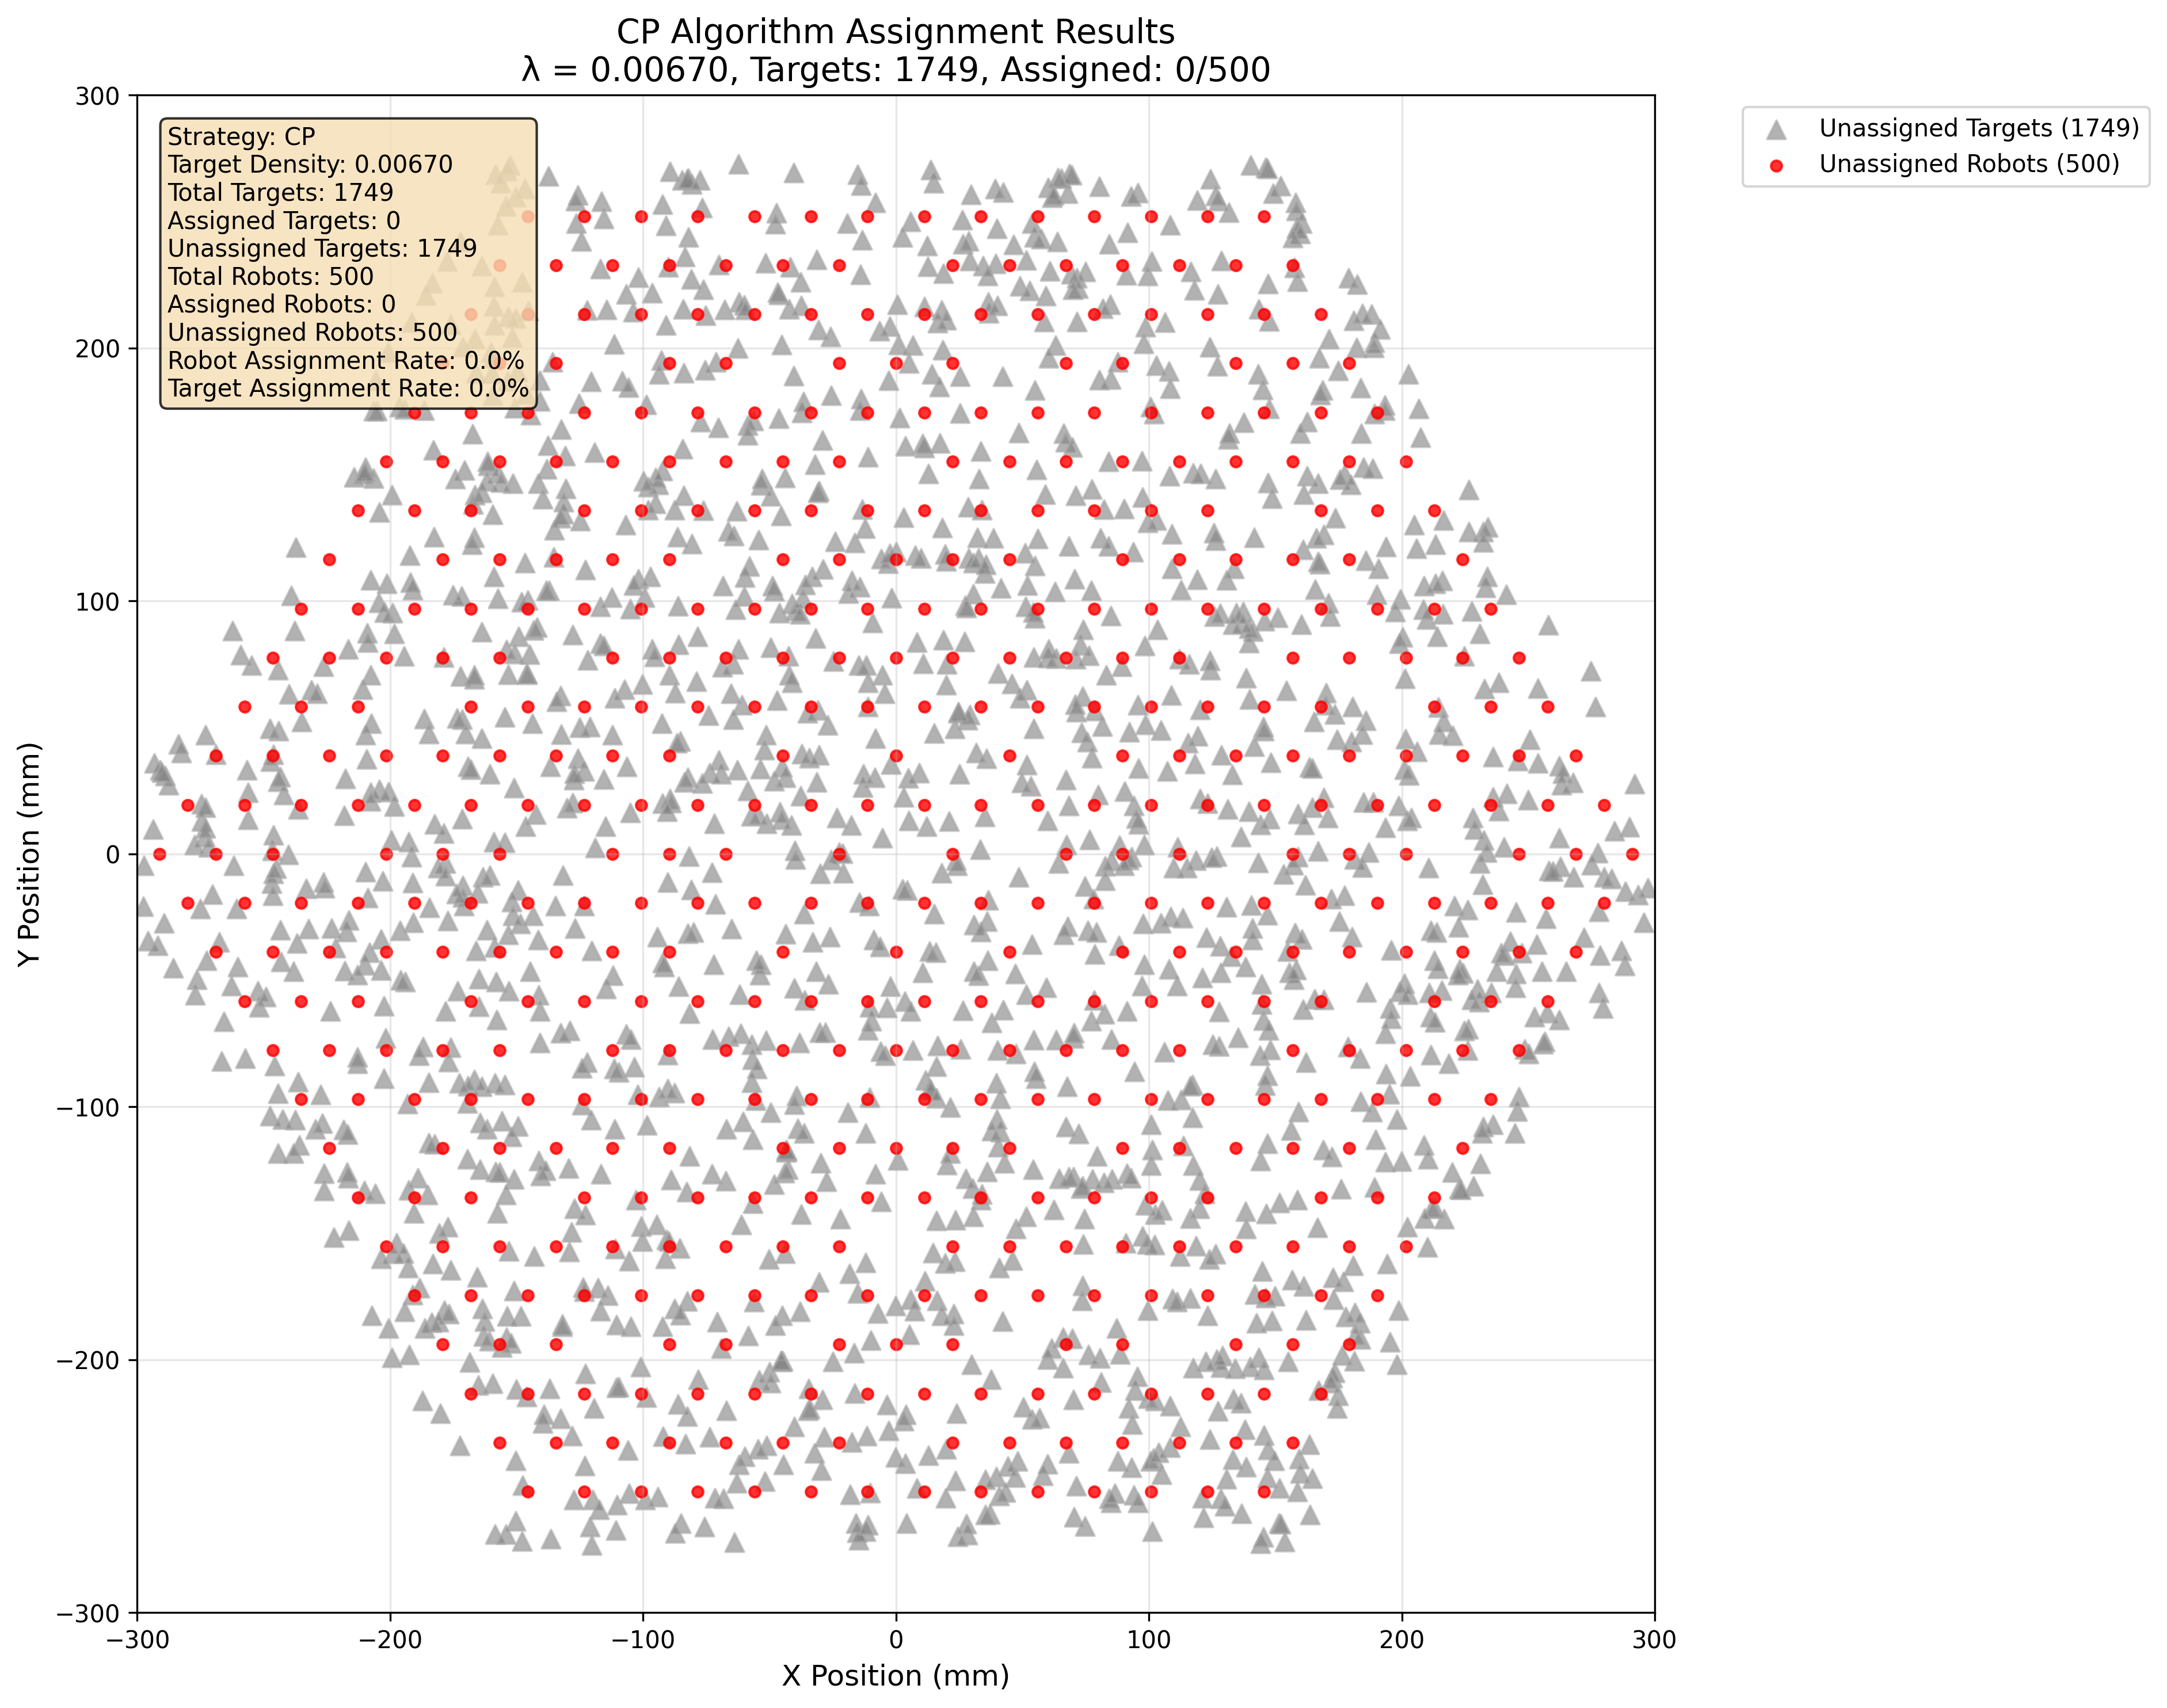 CP Algorithm Assignment Results
λ = 0.00670, Targets: 1749, Assigned: 0/500
Strategy: CP
Target Density: 0.00670
Total Targets: 1749
Assigned Targets: 0
Unassigned Targets: 1749
Total Robots: 500
Assigned Robots: 0
Unassigned Robots: 500
Robot Assignment Rate: 0.0%
Target Assignment Rate: 0.0%
Unassigned Targets (1749)
Unassigned Robots (500)
Y Position (mm)
300
200
100
0
−100
−200
−300
−300
−200
−100
0
100
200
300
X Position (mm)